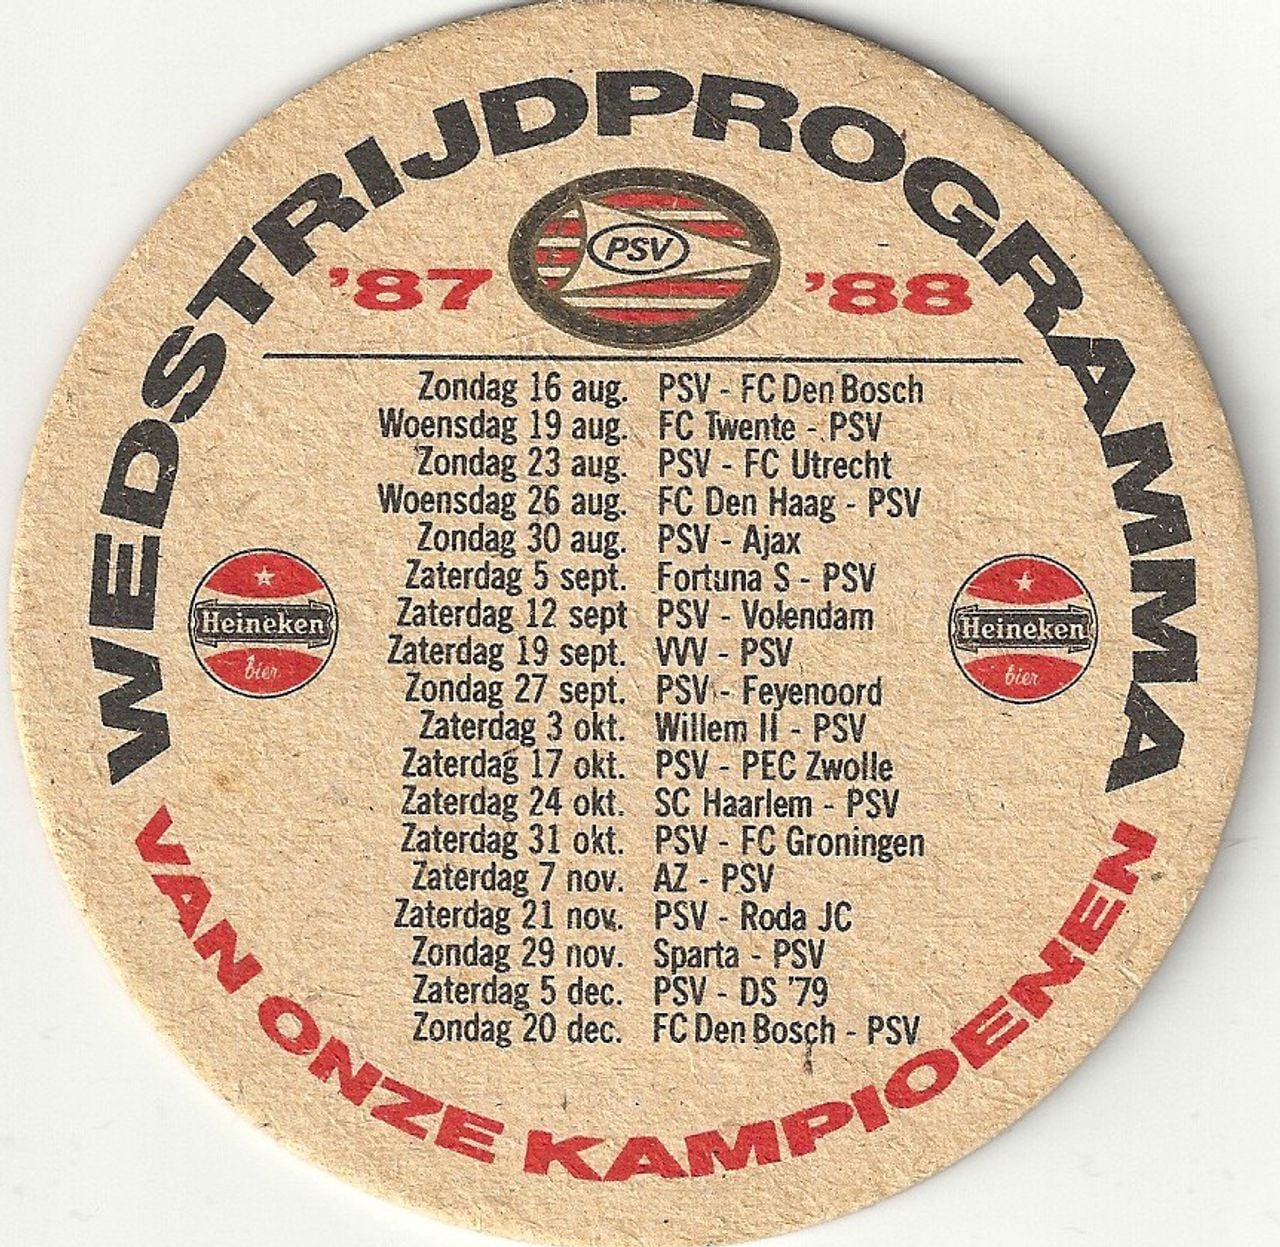 WEDSTRIJDPROGRAMMA
PSV
'87 '88
Zondag 16 aug. PSV - FC Den Bosch
Woensdag 19 aug. FC Twente - PSV
Zondag 23 aug. PSV - FC Utrecht
Woensdag 26 aug. FC Den Haag - PSV
Zondag 30 aug. PSV - Ajax
Zaterdag 5 sept. Fortuna S - PSV
Zaterdag 12 sept PSV - Volendam
Zaterdag 19 sept. VVV - PSV
Zondag 27 sept. PSV - Feyenoord
Zaterdag 3 okt. Willem II - PSV
Zaterdag 17 okt. PSV - PEC Zwolle
Zaterdag 24 okt. SC Haarlem - PSV
Zaterdag 31 okt. PSV - FC Groningen
Zaterdag 7 nov. AZ - PSV
Zaterdag 21 nov. PSV - Roda JC
Zondag 29 nov. Sparta - PSV
Zaterdag 5 dec. PSV - DS '79
Zondag 20 dec. FC Den Bosch - PSV
Heineken
bier
Heineken
bier
VAN ONZE KAMPIOENEN